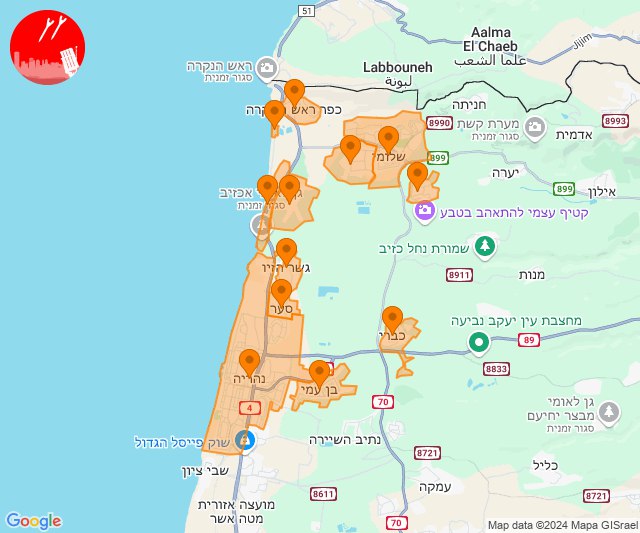 51
Aalma
El Chaeb
علما الشعب
Jijim
ראש הנקרה
סגור זמנית
Labbouneh
لبونة
חניתה
כפר ראש הנקרה
8990
מערת קשת
סגור זמנית
אדמית
8993
שלומי
899
יערה
899
אילון
אכזיב
סגור זמנית
קטיף עצמי להתאהב בטבע
שמורת נחל כזיב
גשר הזיו
8911
מנות
סער
מחצבת עין יעקב נביעה
כברי
89
8833
נהריה
בן עמי
4
70
גן לאומי
מבצר יחיעם
סגור זמנית
שוק פייסל הגדול
נתיב השיירה
8721
כליל
שבי ציון
עמקה
8611
8721
מועצה אזורית
מטה אשר
70
Google
Map data ©2024 Mapa GISrael